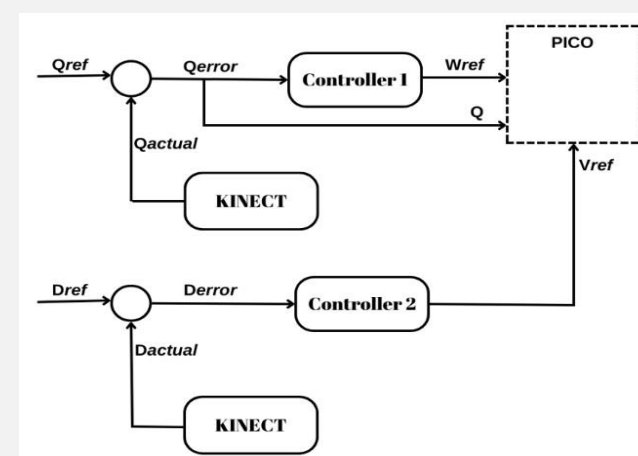 PICO
Qref
Qerror
Controller 1
Wref
Q
Qactual
Vref
KINECT
Dref
Derror
Controller 2
Dactual
KINECT